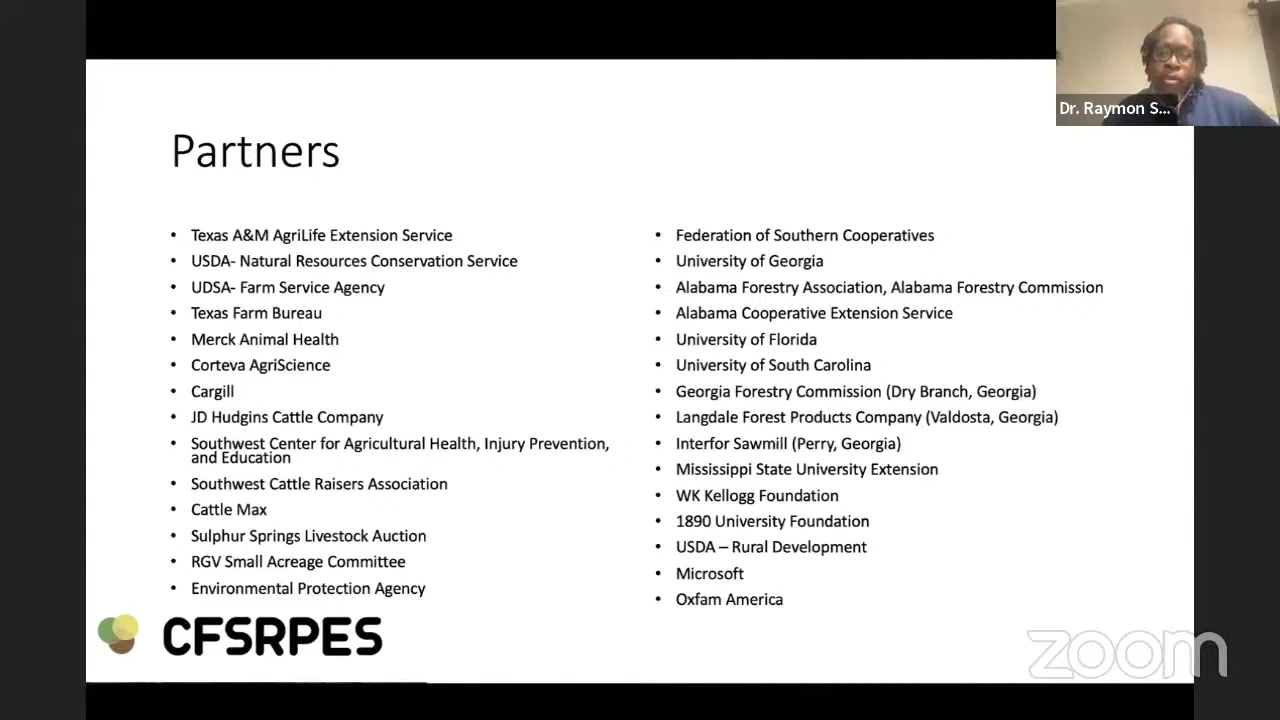 Dr. Raymon S...
Partners
• Texas A&M AgriLife Extension Service
• USDA- Natural Resources Conservation Service
• UDSA- Farm Service Agency
• Texas Farm Bureau
• Merck Animal Health
• Corteva AgriScience
• Cargill
• JD Hudgins Cattle Company
• Southwest Center for Agricultural Health, Injury Prevention,
and Education
• Southwest Cattle Raisers Association
• Cattle Max
• Sulphur Springs Livestock Auction
• RGV Small Acreage Committee
• Environmental Protection Agency
• Federation of Southern Cooperatives
• University of Georgia
• Alabama Forestry Association, Alabama Forestry Commission
• Alabama Cooperative Extension Service
• University of Florida
• University of South Carolina
• Georgia Forestry Commission (Dry Branch, Georgia)
• Langdale Forest Products Company (Valdosta, Georgia)
• Interfor Sawmill (Perry, Georgia)
• Mississippi State University Extension
• WK Kellogg Foundation
• 1890 University Foundation
• USDA – Rural Development
• Microsoft
• Oxfam America
CFSRPES
zoom